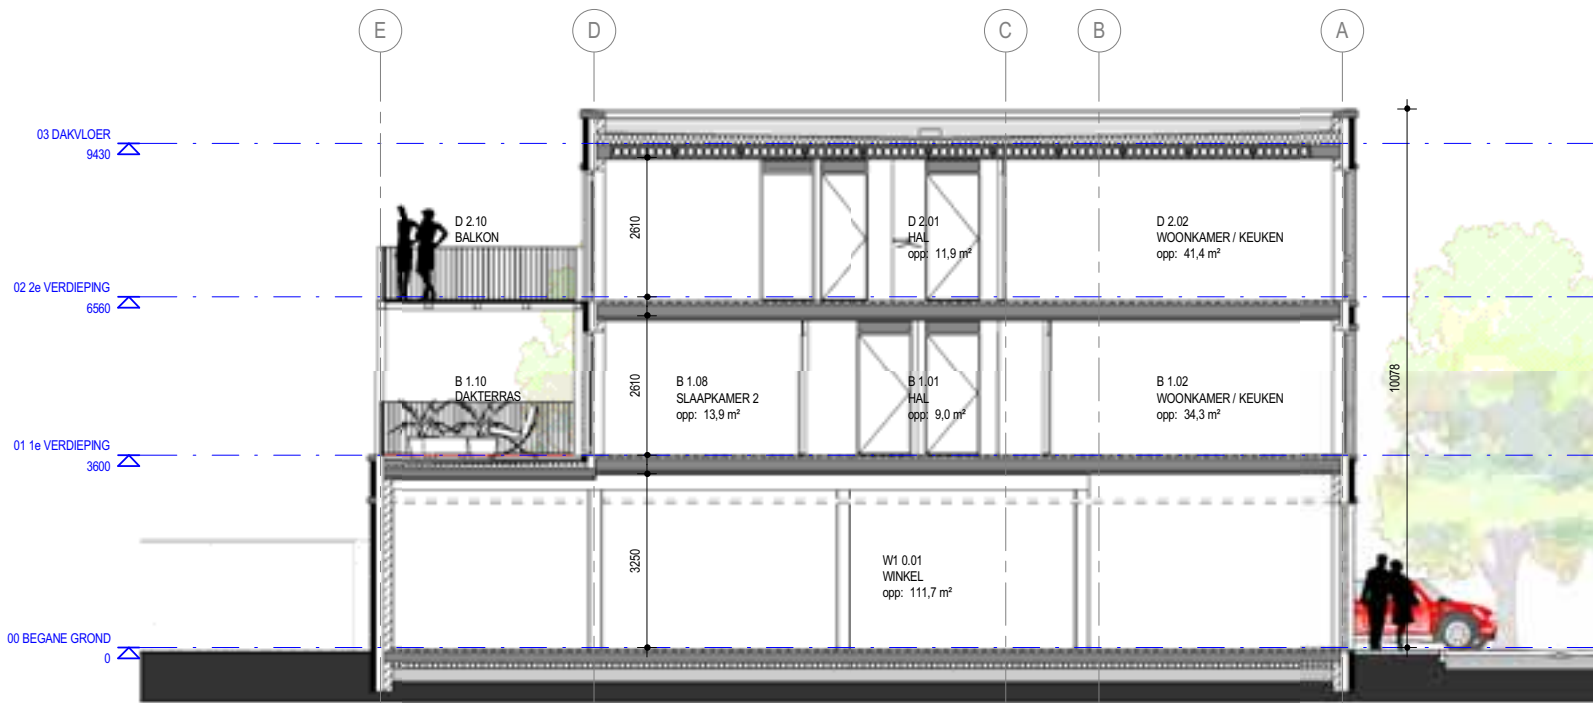 E
D
C
B
A
03 DAKVLOER
9430
D 2.10
BALKON
2610
D 2.01
HAL
opp: 11,9 m²
D 2.02
WOONKAMER / KEUKEN
opp: 41,4 m²
02 2e VERDIEPING
6560
B 1.10
DAKTERRAS
2610
B 1.08
SLAAPKAMER 2
opp: 13,9 m²
B 1.01
HAL
opp: 9,0 m²
B 1.02
WOONKAMER / KEUKEN
opp: 34,3 m²
10078
01 1e VERDIEPING
3600
3250
W1 0.01
WINKEL
opp: 111,7 m²
00 BEGANE GROND
0